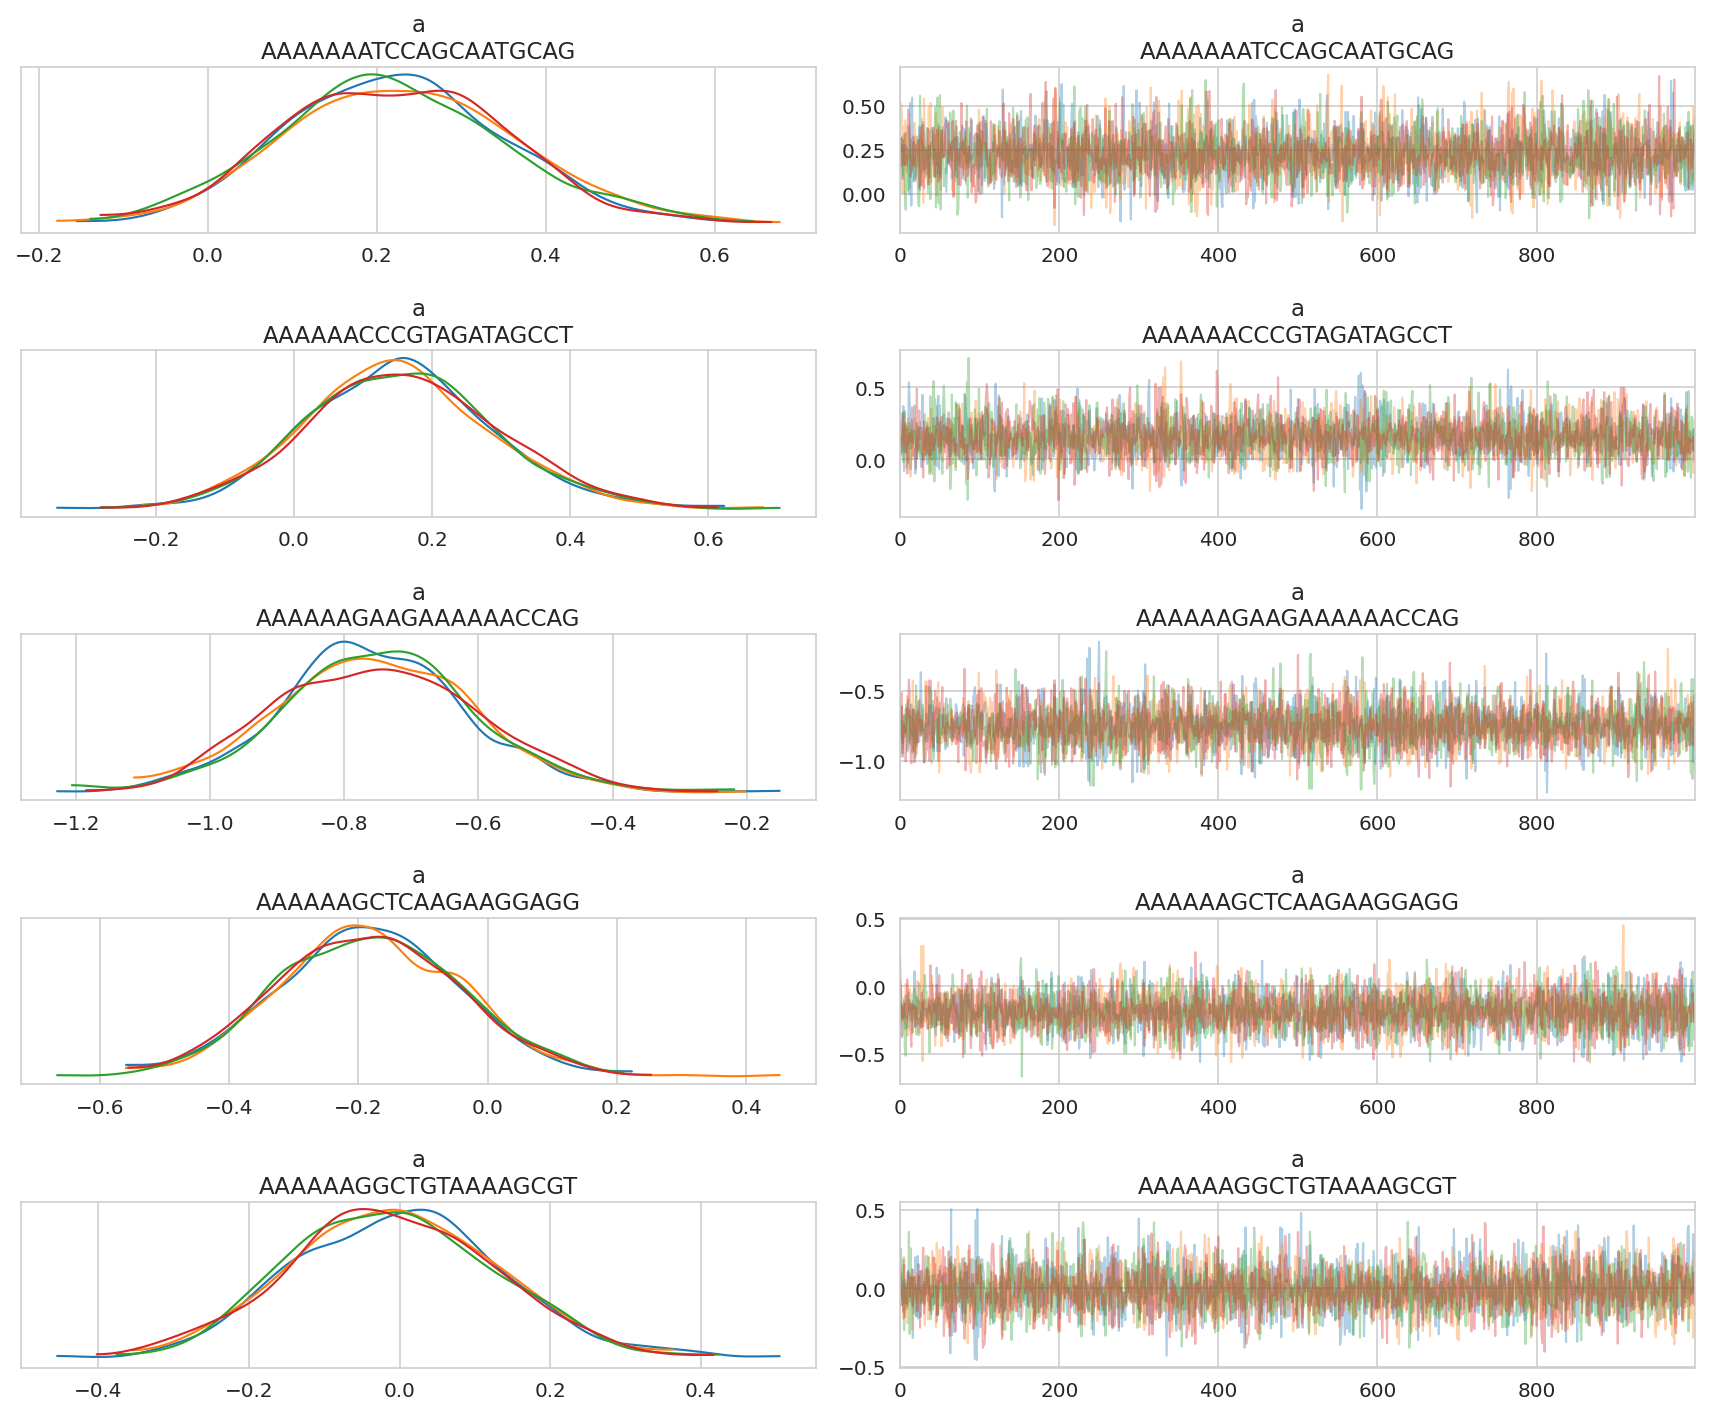 a
AAAAAAATCCAGCAATGCAG
−0.2 0.0 0.2 0.4 0.6
a
AAAAAAATCCAGCAATGCAG
0.50
0.25
0.00
0 200 400 600 800
a
AAAAAACCCGTAGATAGCCT
−0.2 0.0 0.2 0.4 0.6
a
AAAAAACCCGTAGATAGCCT
0.5
0.0
0 200 400 600 800
a
AAAAAAGAAGAAAAAACCAG
−1.2 −1.0 −0.8 −0.6 −0.4 −0.2
a
AAAAAAGAAGAAAAAACCAG
−0.5
−1.0
0 200 400 600 800
a
AAAAAAGCTCAAGAAGGAGG
−0.6 −0.4 −0.2 0.0 0.2 0.4
a
AAAAAAGCTCAAGAAGGAGG
0.5
0.0
−0.5
0 200 400 600 800
a
AAAAAAGGCTGTAAAAGCGT
−0.4 −0.2 0.0 0.2 0.4
a
AAAAAAGGCTGTAAAAGCGT
0.5
0.0
−0.5
0 200 400 600 800